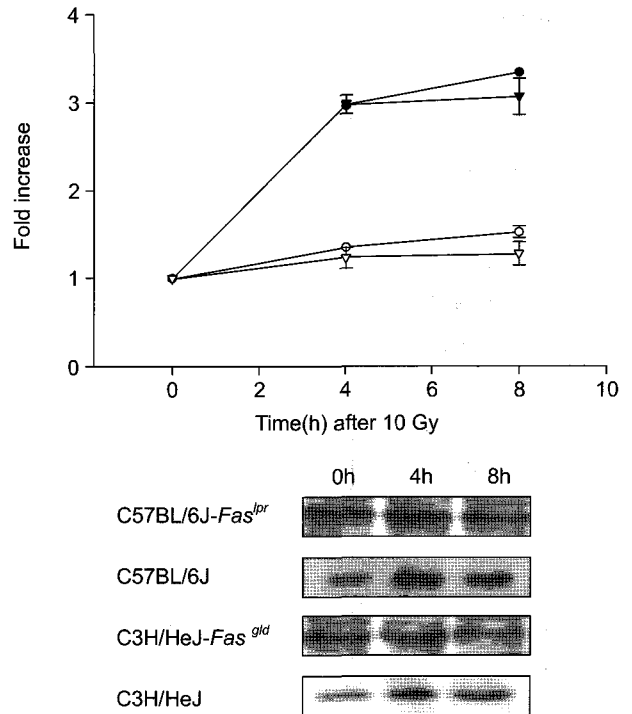 4
3
2
1
0
Fold increase
0 2 4 6 8 10
Time(h) after 10 Gy
0h 4h 8h
C57BL/6J-Fas^lpr
C57BL/6J
C3H/HeJ-Fas ^gld
C3H/HeJ